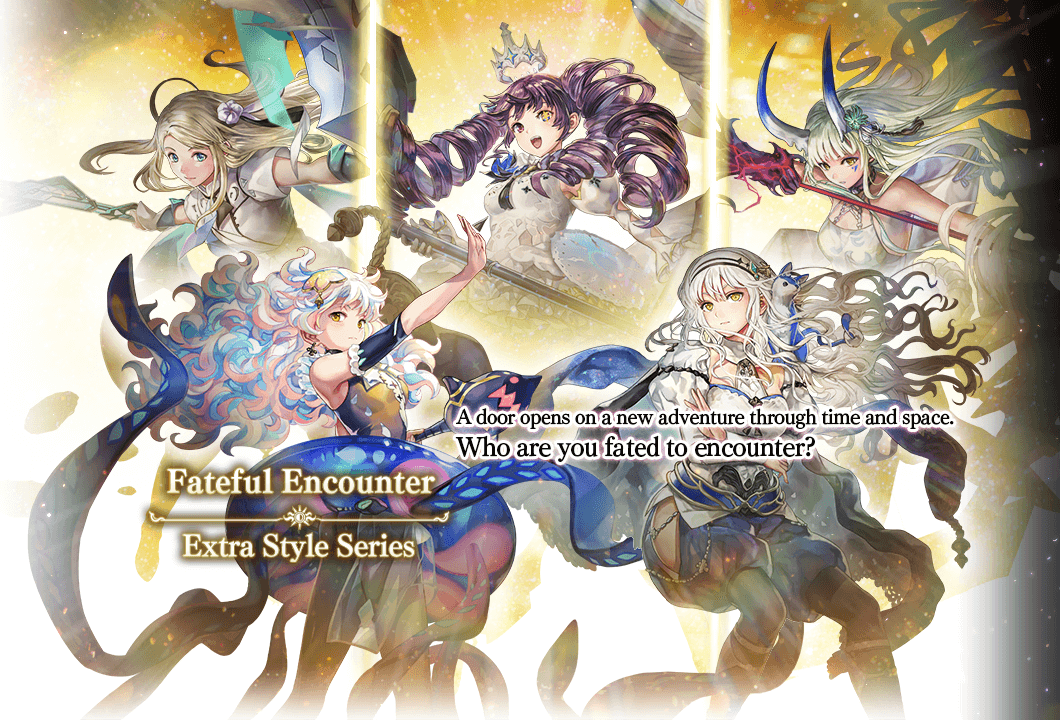 A door opens on a new adventure through time and space.
Who are you fated to encounter?
Fateful Encounter
Extra Style Series